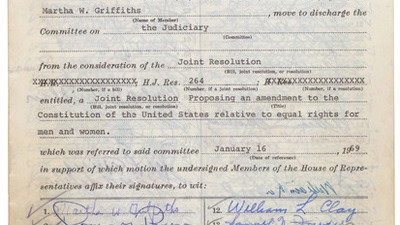 Martha W. Griffiths, move to discharge the
(Name of Member)
Committee on the Judiciary
(Committee)
from the consideration of the Joint Resolution
(Bill, joint resolution, or resolution)
H.J. Res. 264
(Number, if a bill) (Number, if a joint resolution) (Number, if a resolution)
entitled, a Joint Resolution Proposing an amendment to the
(Bill, joint resolution, or resolution)
Constitution of the United States relative to equal rights for
men and women.
which was referred to said committee January 16, 1969
(Date of reference)
in support of which motion the undersigned Members of the House of Repre-
sentatives affix their signatures, to wit:
1. Martha W Griffiths 12. William L. Clay